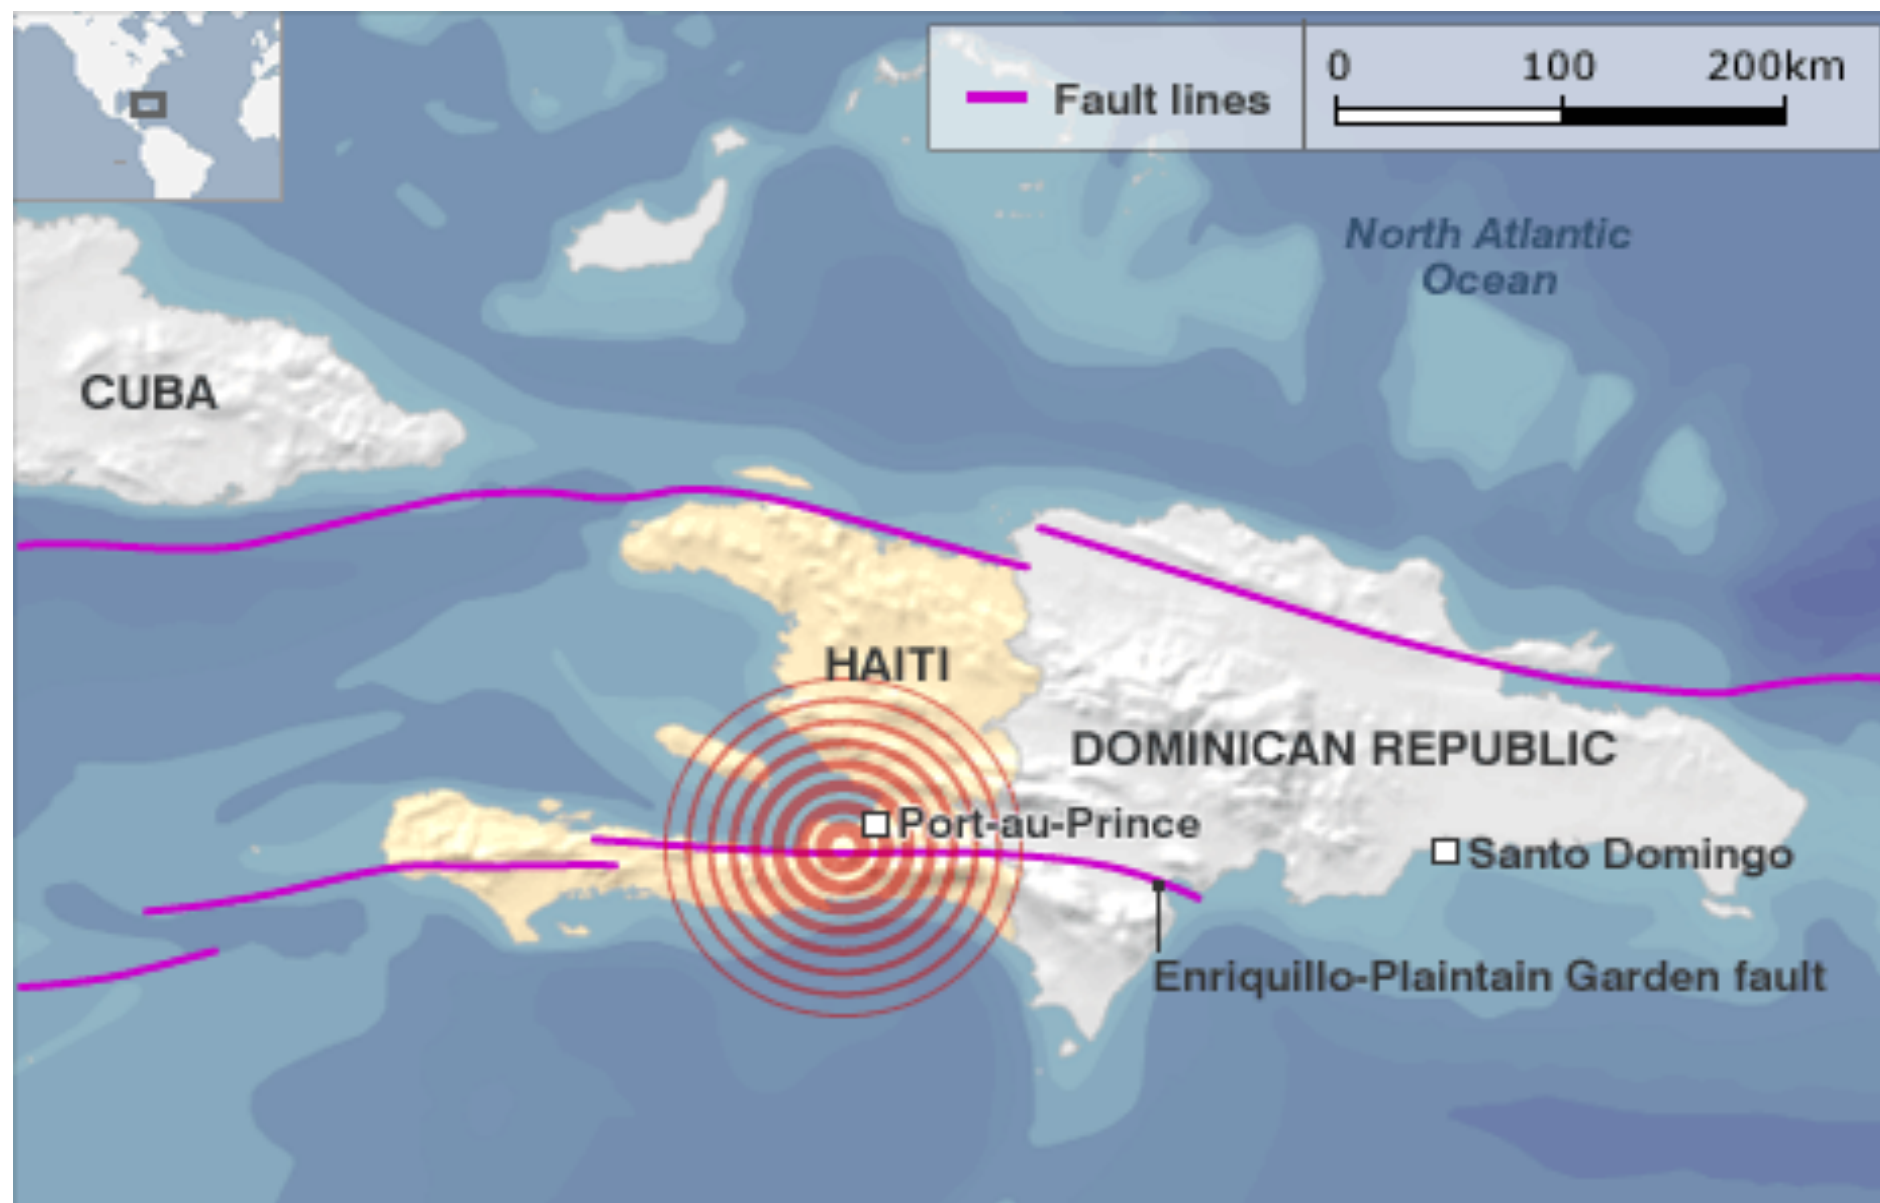 Fault lines
0 100 200km
North Atlantic
Ocean
CUBA
HAITI
DOMINICAN REPUBLIC
Port-au-Prince
Santo Domingo
Enriquillo-Plaintain Garden fault